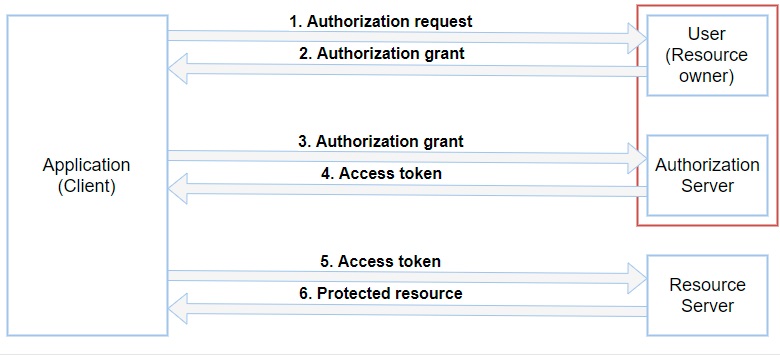 1. Authorization request
User
(Resource
owner)
2. Authorization grant
3. Authorization grant
Application
(Client)
Authorization
Server
4. Access token
5. Access token
Resource
Server
6. Protected resource